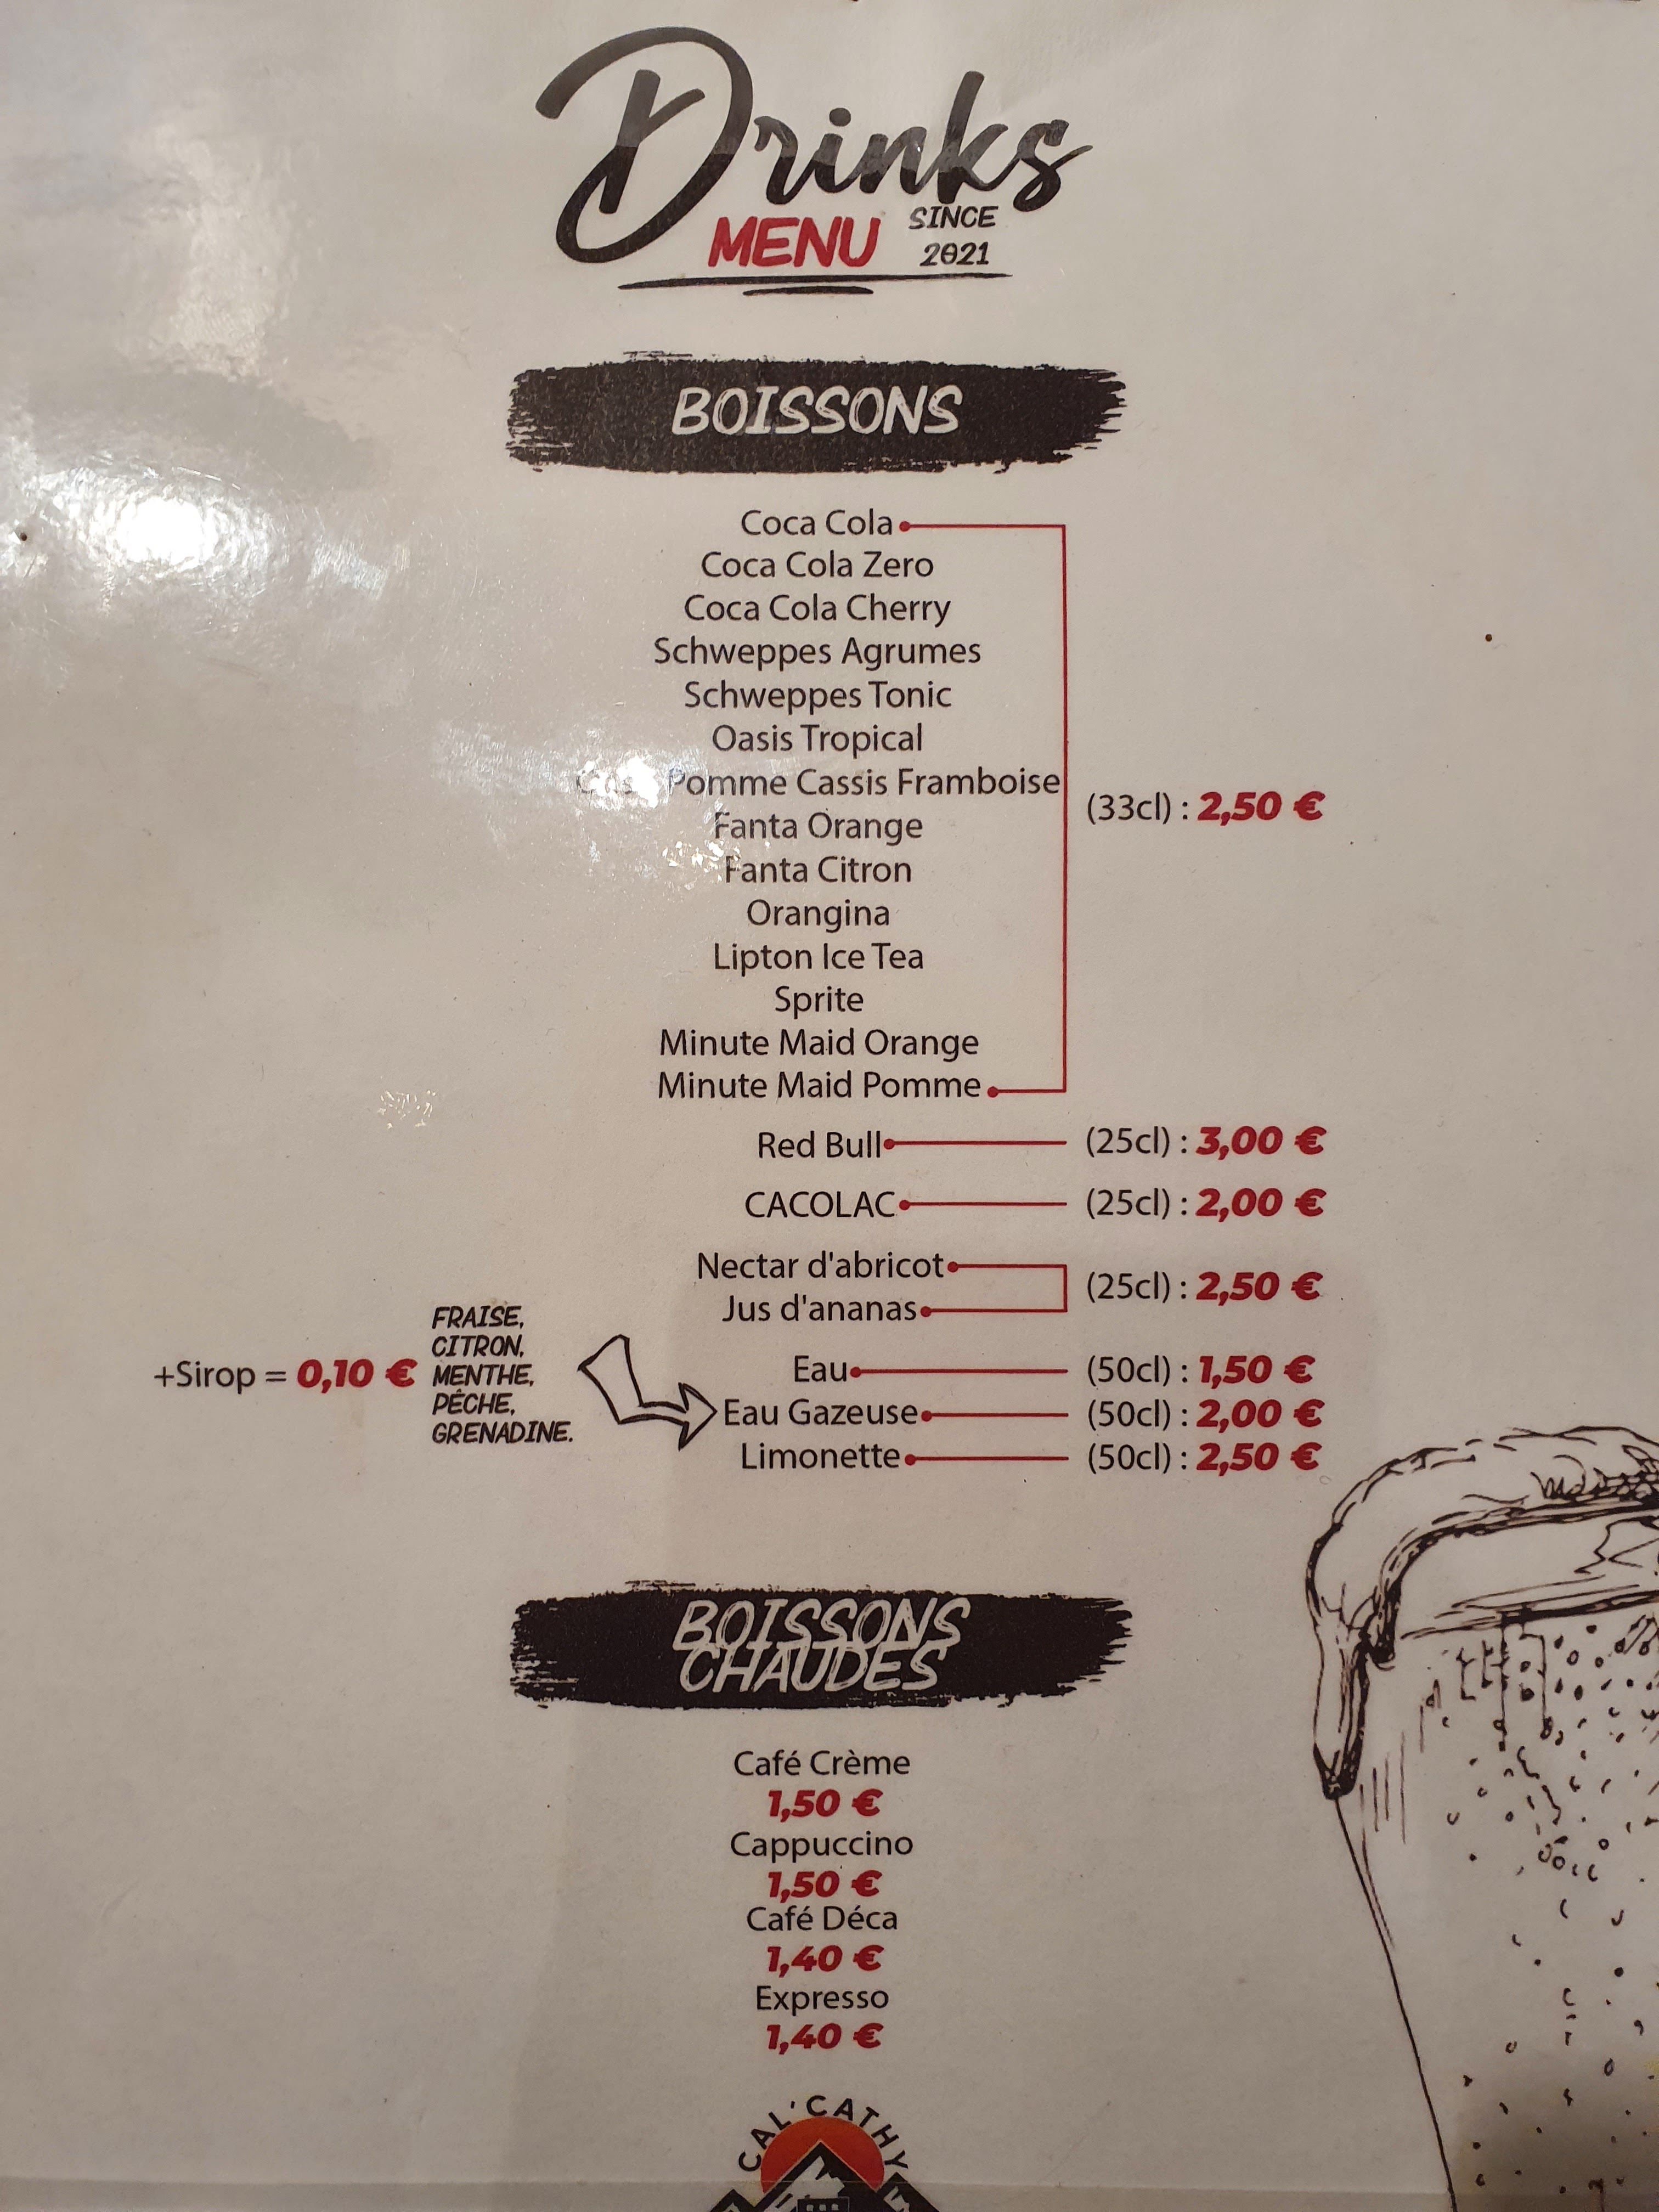 Drinks
MENU SINCE
2021
BOISSONS
Coca Cola
Coca Cola Zero
Coca Cola Cherry
Schweppes Agrumes
Schweppes Tonic
Oasis Tropical
Pomme Cassis Framboise
(33cl) : 2,50 €
Fanta Orange
Fanta Citron
Orangina
Lipton Ice Tea
Sprite
Minute Maid Orange
Minute Maid Pomme
Red Bull (25cl) : 3,00 €
CACOLAC (25cl) : 2,00 €
Nectar d'abricot
Jus d'ananas
(25cl) : 2,50 €
+Sirop = 0,10 €
FRAISE,
CITRON,
MENTHE,
PÊCHE,
GRENADINE.
Eau (50cl) : 1,50 €
Eau Gazeuse (50cl) : 2,00 €
Limonette (50cl) : 2,50 €
BOISSONS
CHAUDES
Café Crème
1,50 €
Cappuccino
1,50 €
Café Déca
1,40 €
Expresso
1,40 €
CAL'CATHY